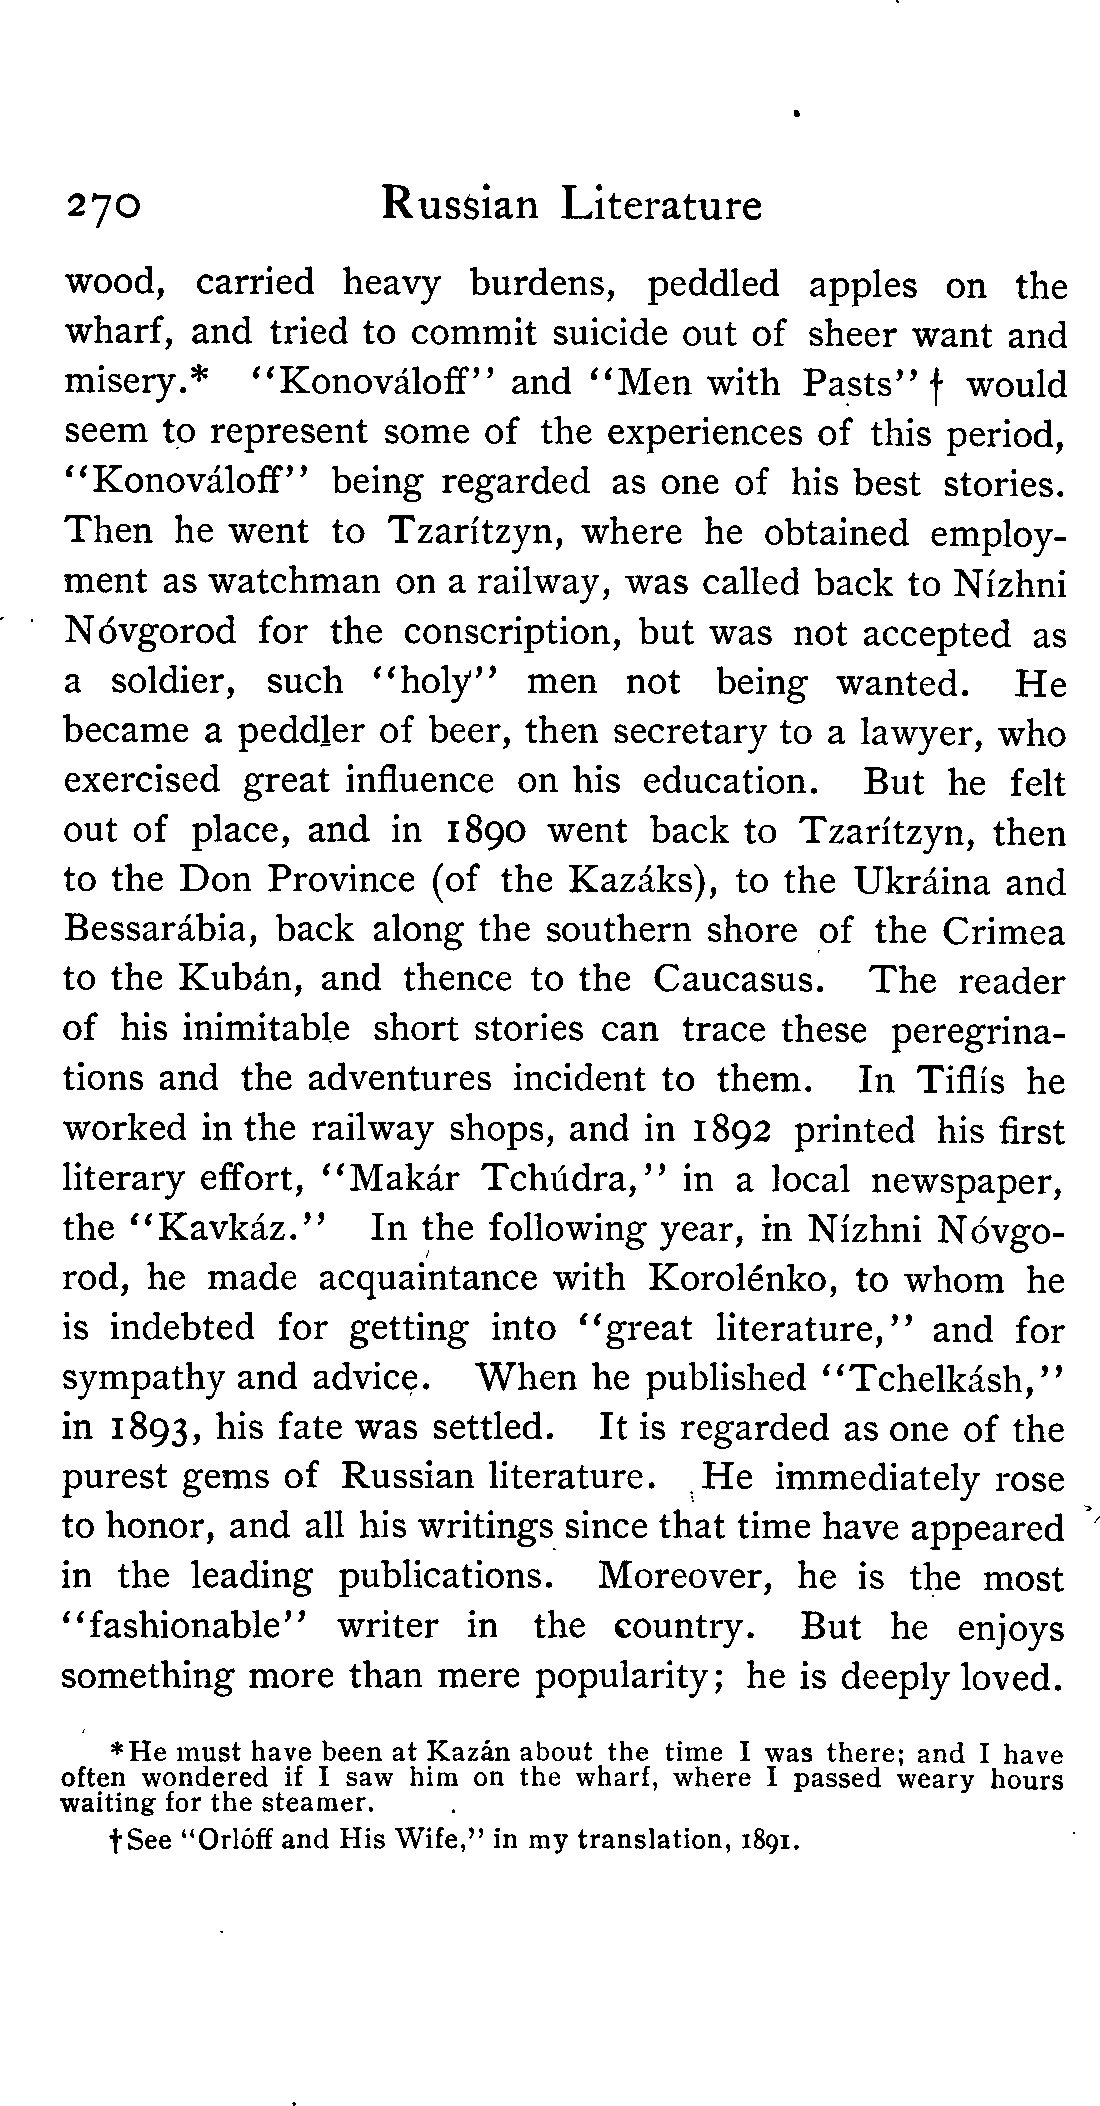 270 Russian Literature
wood, carried heavy burdens, peddled apples on the
wharf, and tried to commit suicide out of sheer want and
misery.* "Konováloff" and "Men with Pasts" † would
seem to represent some of the experiences of this period,
"Konováloff" being regarded as one of his best stories.
Then he went to Tzarítzyn, where he obtained employ-
ment as watchman on a railway, was called back to Nízhni
Nóvgorod for the conscription, but was not accepted as
a soldier, such "holy" men not being wanted. He
became a peddler of beer, then secretary to a lawyer, who
exercised great influence on his education. But he felt
out of place, and in 1890 went back to Tzarítzyn, then
to the Don Province (of the Kazáks), to the Ukráina and
Bessarábia, back along the southern shore of the Crimea
to the Kubán, and thence to the Caucasus. The reader
of his inimitable short stories can trace these peregrina-
tions and the adventures incident to them. In Tiflís he
worked in the railway shops, and in 1892 printed his first
literary effort, "Makár Tchúdra," in a local newspaper,
the "Kavkáz." In the following year, in Nízhni Nóvgo-
rod, he made acquaintance with Korolénko, to whom he
is indebted for getting into "great literature," and for
sympathy and advice. When he published "Tchelkásh,"
in 1893, his fate was settled. It is regarded as one of the
purest gems of Russian literature. He immediately rose
to honor, and all his writings since that time have appeared
in the leading publications. Moreover, he is the most
"fashionable" writer in the country. But he enjoys
something more than mere popularity; he is deeply loved.
*He must have been at Kazán about the time I was there; and I have
often wondered if I saw him on the wharf, where I passed weary hours
waiting for the steamer.
†See "Orlóff and His Wife," in my translation, 1891.